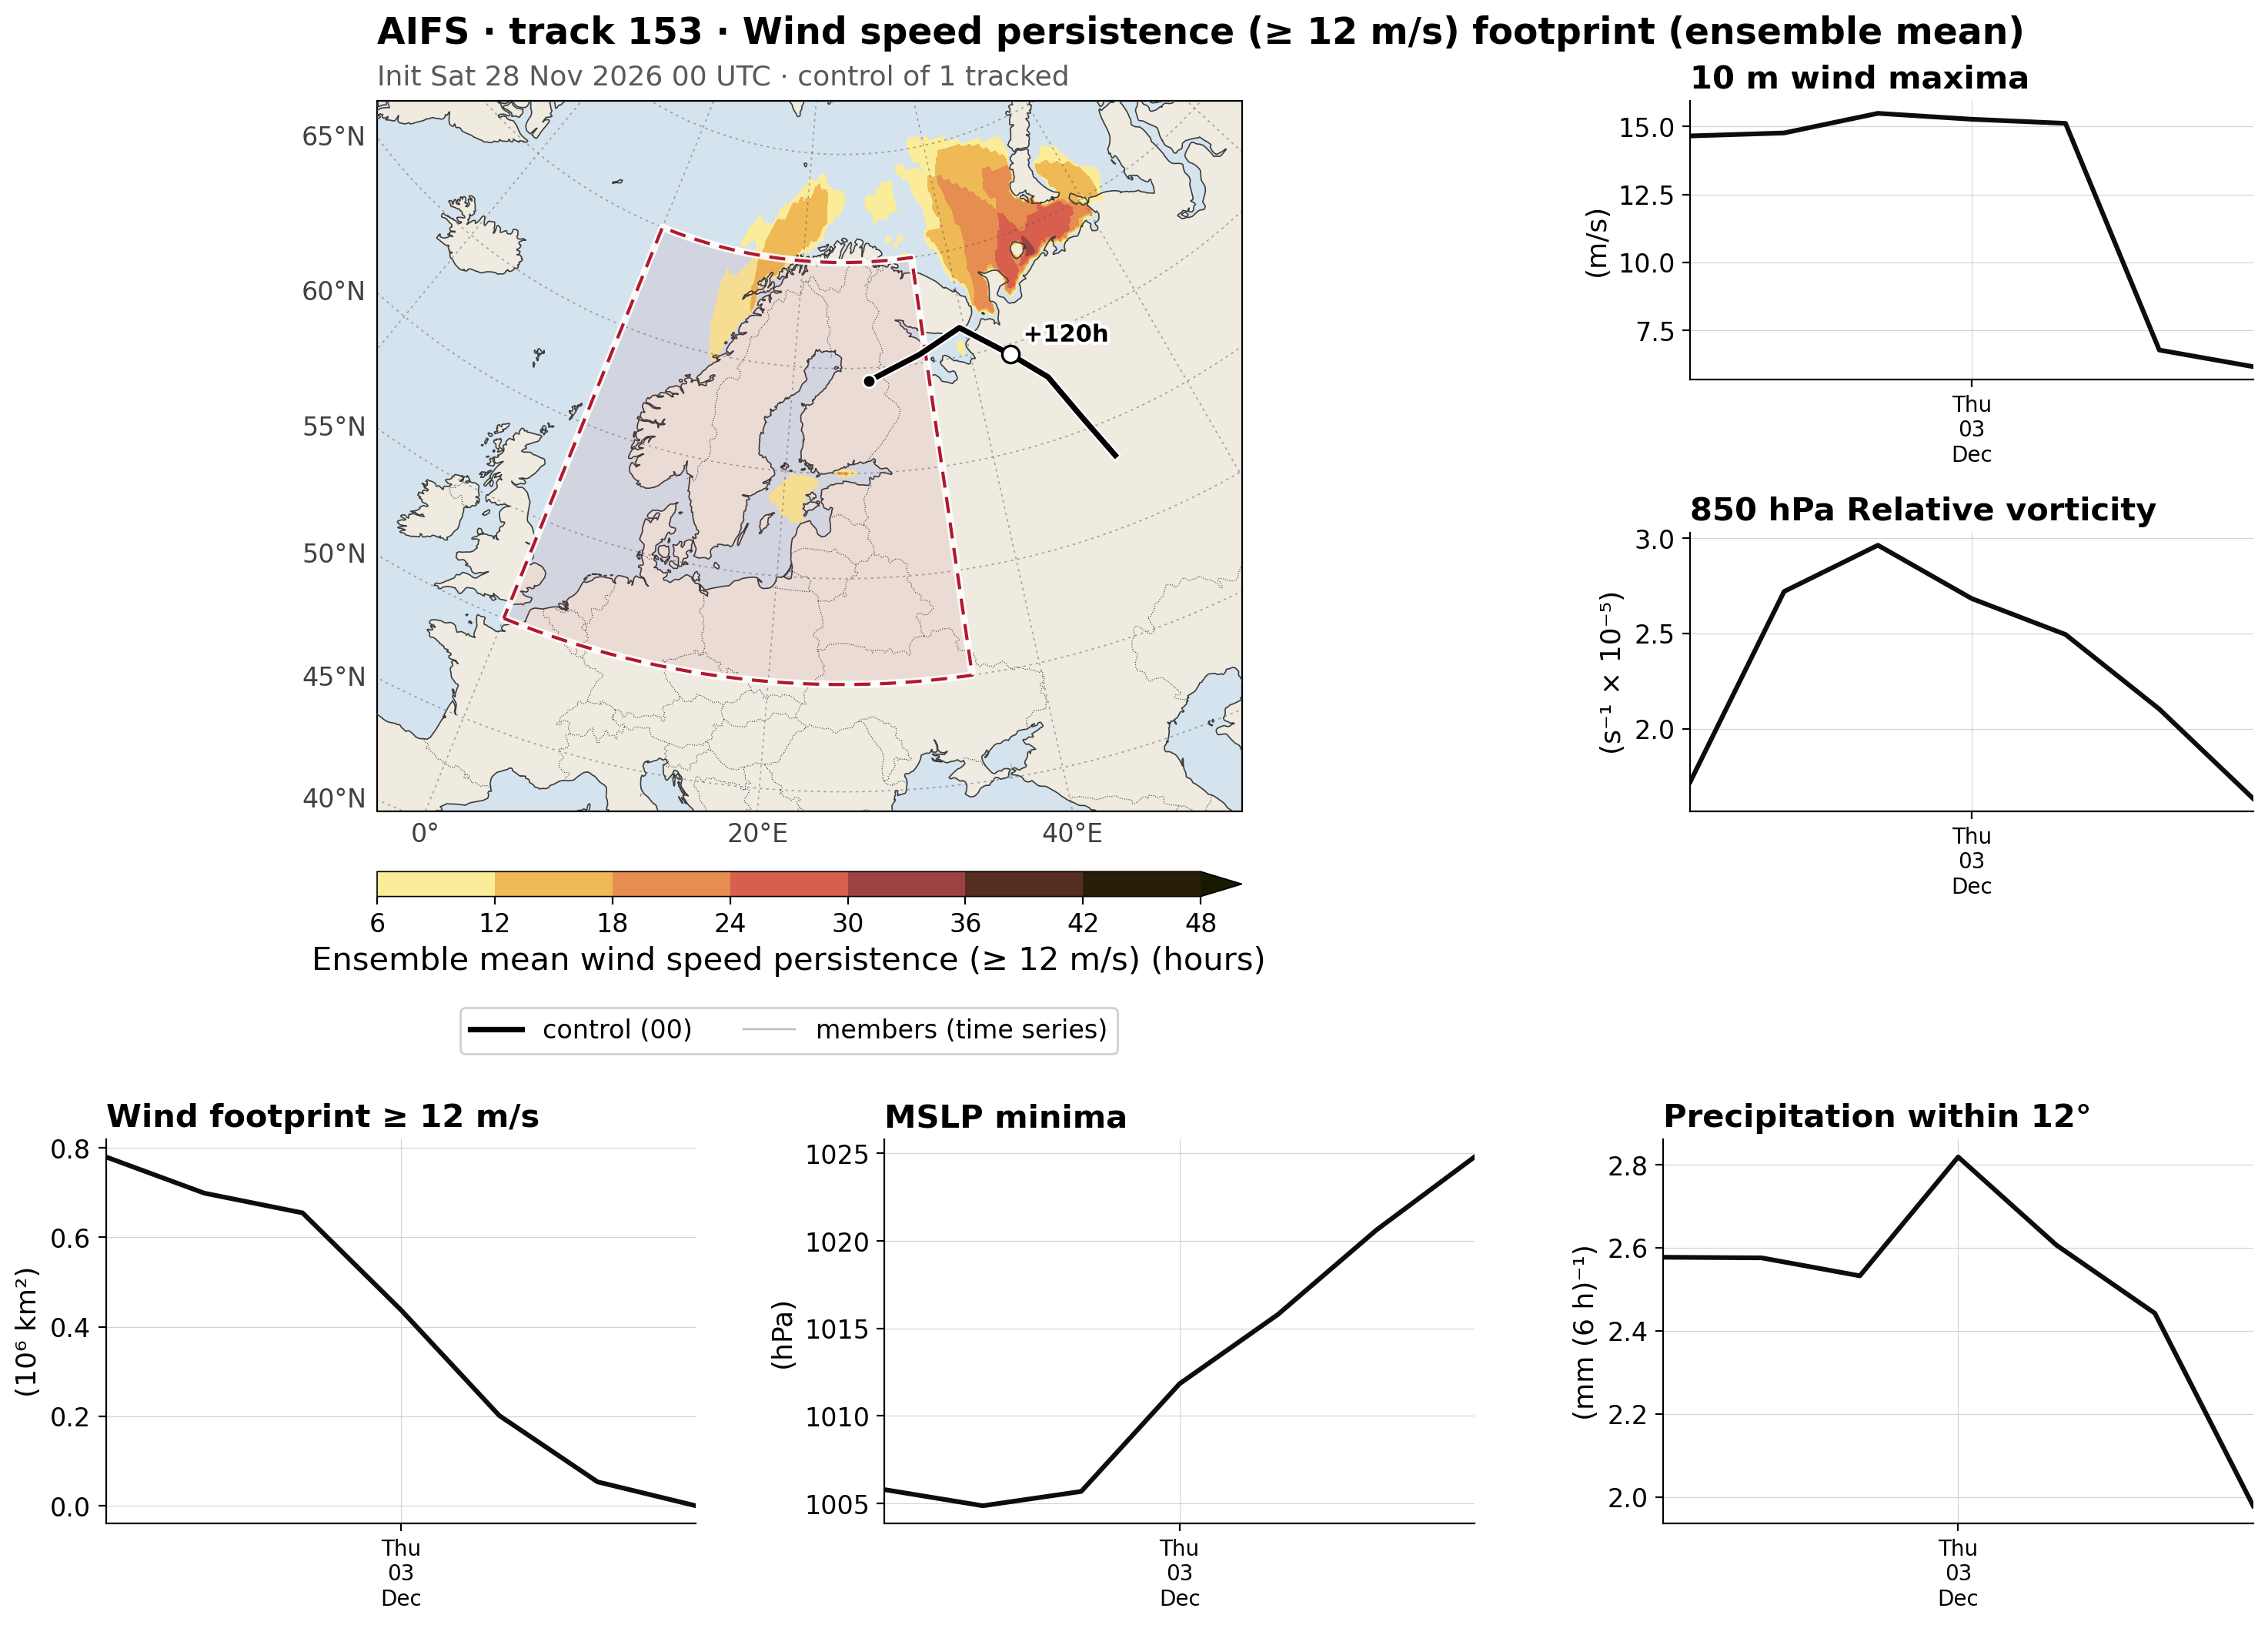 AIFS · track 153 · Wind speed persistence (≥ 12 m/s) footprint (ensemble mean)
Init Sat 28 Nov 2026 00 UTC · control of 1 tracked
65°N
60°N
55°N
50°N
45°N
40°N
0°
20°E
40°E
+120h
6
12
18
24
30
36
42
48
Ensemble mean wind speed persistence (≥ 12 m/s) (hours)
control (00)
members (time series)
10 m wind maxima
(m/s)
15.0
12.5
10.0
7.5
Thu
03
Dec
850 hPa Relative vorticity
(s⁻¹ × 10⁻⁵)
3.0
2.5
2.0
Thu
03
Dec
Wind footprint ≥ 12 m/s
(10⁶ km²)
0.8
0.6
0.4
0.2
0.0
Thu
03
Dec
MSLP minima
(hPa)
1025
1020
1015
1010
1005
Thu
03
Dec
Precipitation within 12°
(mm (6 h)⁻¹)
2.8
2.6
2.4
2.2
2.0
Thu
03
Dec